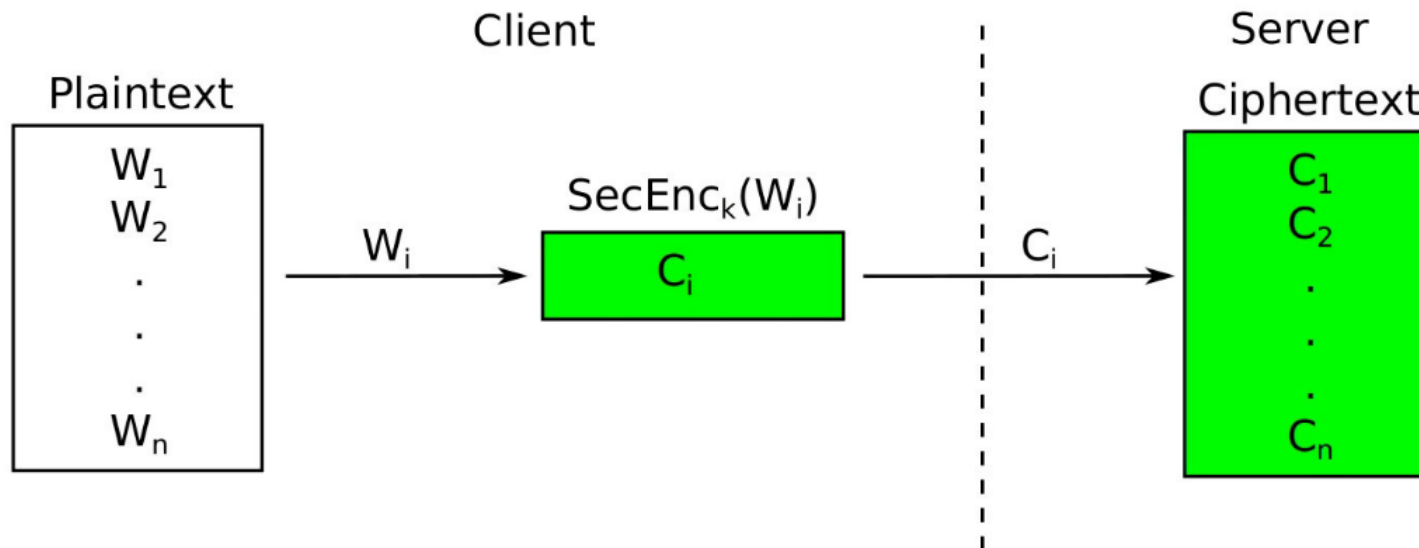 Client
Server
Plaintext
Ciphertext
W₁
W₂
.
.
.
Wₙ
Wᵢ
SecEncₖ(Wᵢ)
Cᵢ
Cᵢ
C₁
C₂
.
.
.
Cₙ